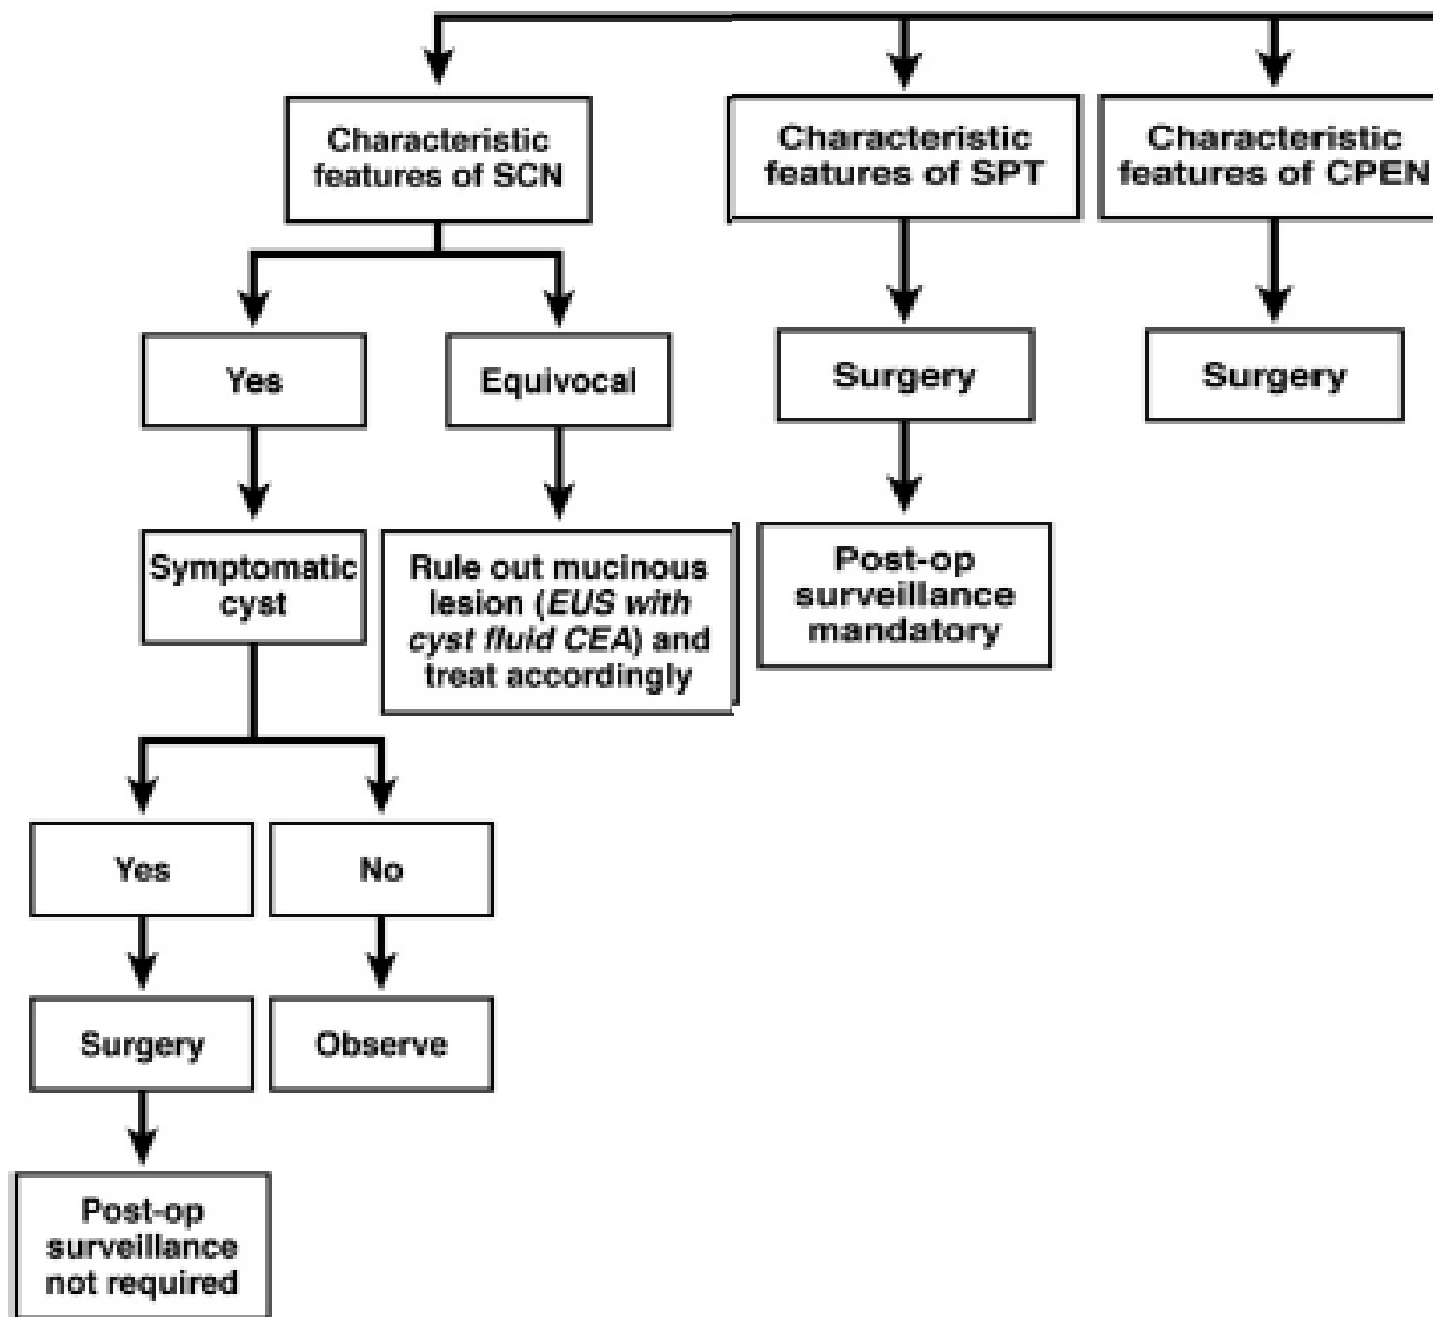 Characteristic
features of SCN
Characteristic
features of SPT
Characteristic
features of CPEN
Yes
Equivocal
Surgery
Surgery
Symptomatic
cyst
Rule out mucinous
lesion (EUS with
cyst fluid CEA) and
treat accordingly
Post-op
surveillance
mandatory
Yes
No
Surgery
Observe
Post-op
surveillance
not required